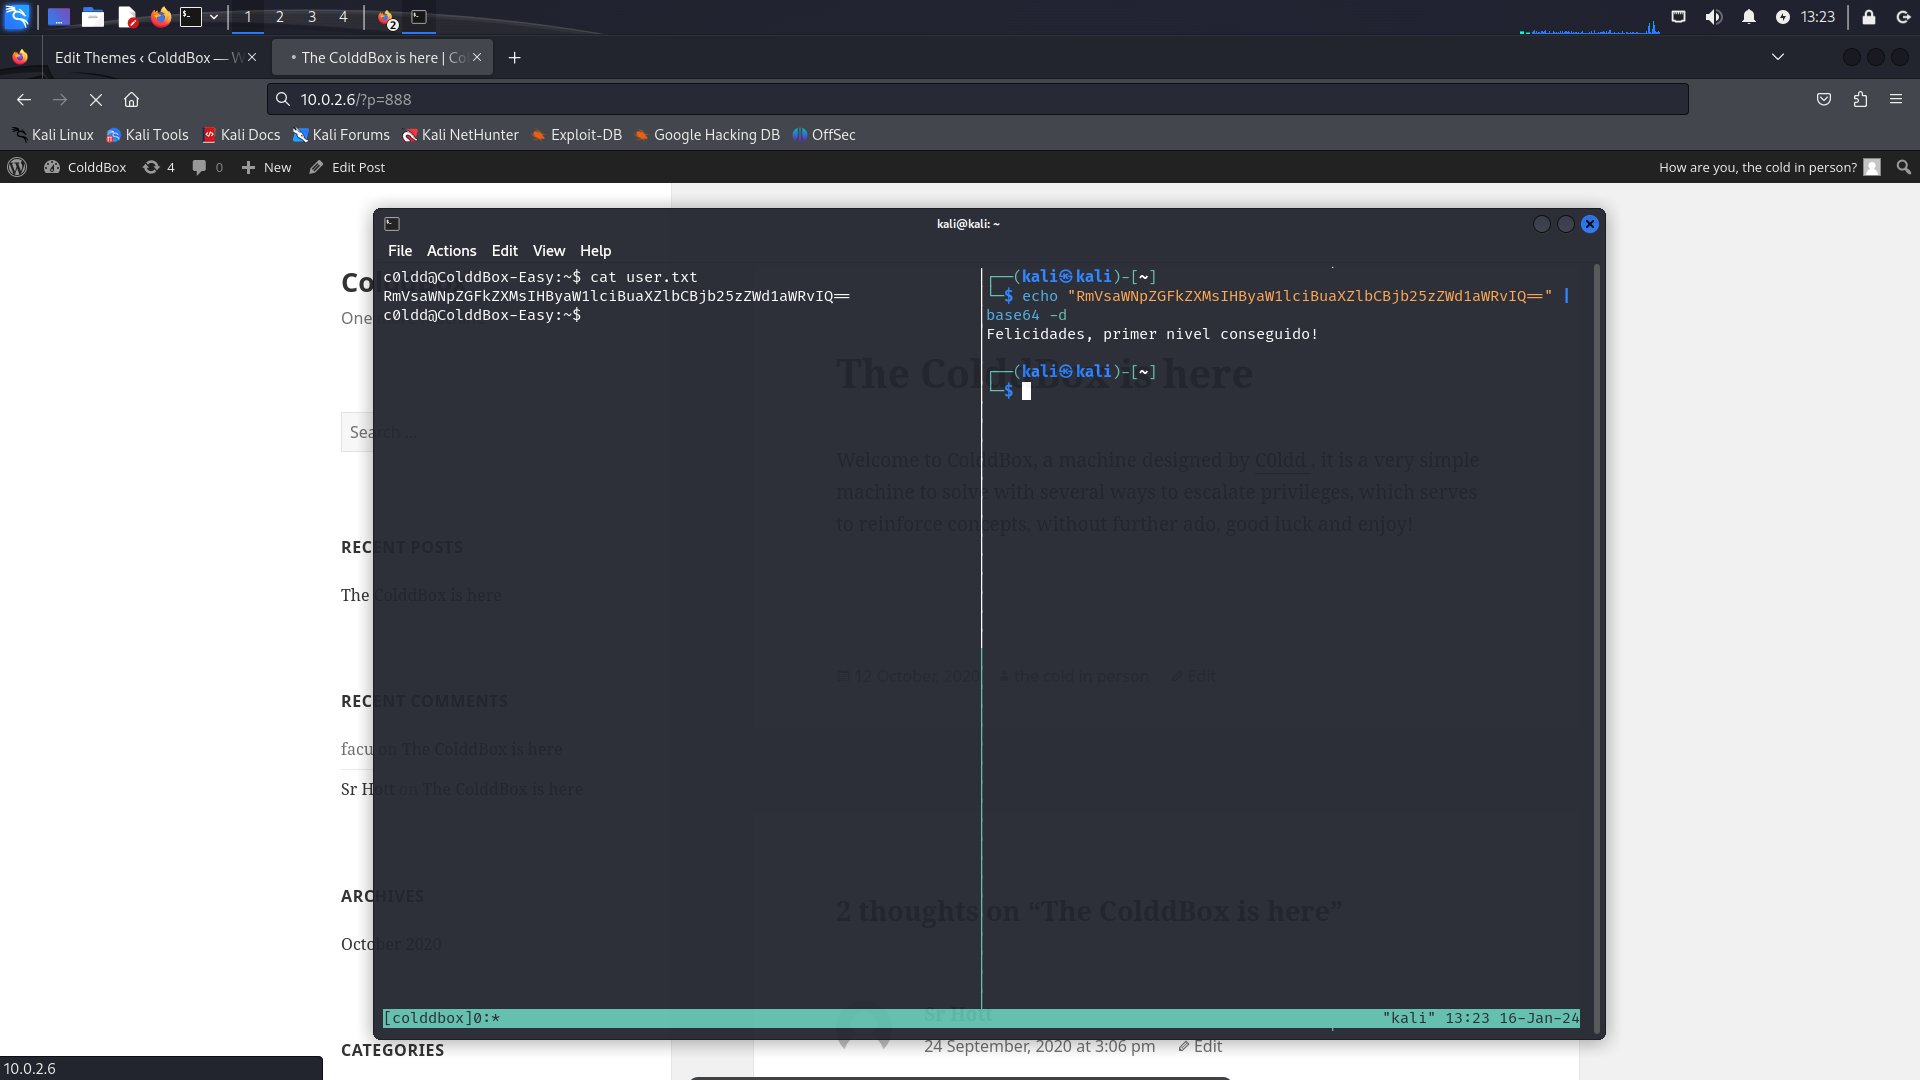 1 2 3 4
2
13:23
Edit Themes ‹ ColddBox — W
The ColddBox is here | Co
10.0.2.6/?p=888
Kali Linux Kali Tools Kali Docs Kali Forums Kali NetHunter Exploit-DB Google Hacking DB OffSec
ColddBox 4 0 New Edit Post How are you, the cold in person?
kali@kali: ~
File Actions Edit View Help
c0ldd@ColddBox-Easy:~$ cat user.txt
RmVsaWNpZGFkZXMsIHByaW1lciBuaXZlbCBjb25zZWd1aWRvIQ==
c0ldd@ColddBox-Easy:~$
(kali㉿kali)-[~]
$ echo "RmVsaWNpZGFkZXMsIHByaW1lciBuaXZlbCBjb25zZWd1aWRvIQ==" |
base64 -d
Felicidades, primer nivel conseguido!
(kali㉿kali)-[~]
$
[colddbox]0:* "kali" 13:23 16-Jan-24
One
Search ...
The ColddBox is here
Welcome to ColddBox, a machine designed by C0ldd , it is a very simple
machine to solve with several ways to escalate privileges, which serves
to reinforce concepts, without further ado, good luck and enjoy!
RECENT POSTS
The ColddBox is here
12 October, 2020 the cold in person Edit
RECENT COMMENTS
facu on The ColddBox is here
Sr Hott on The ColddBox is here
ARCHIVES
October 2020
2 thoughts on “The ColddBox is here”
Sr Hott
24 September, 2020 at 3:06 pm Edit
CATEGORIES
10.0.2.6